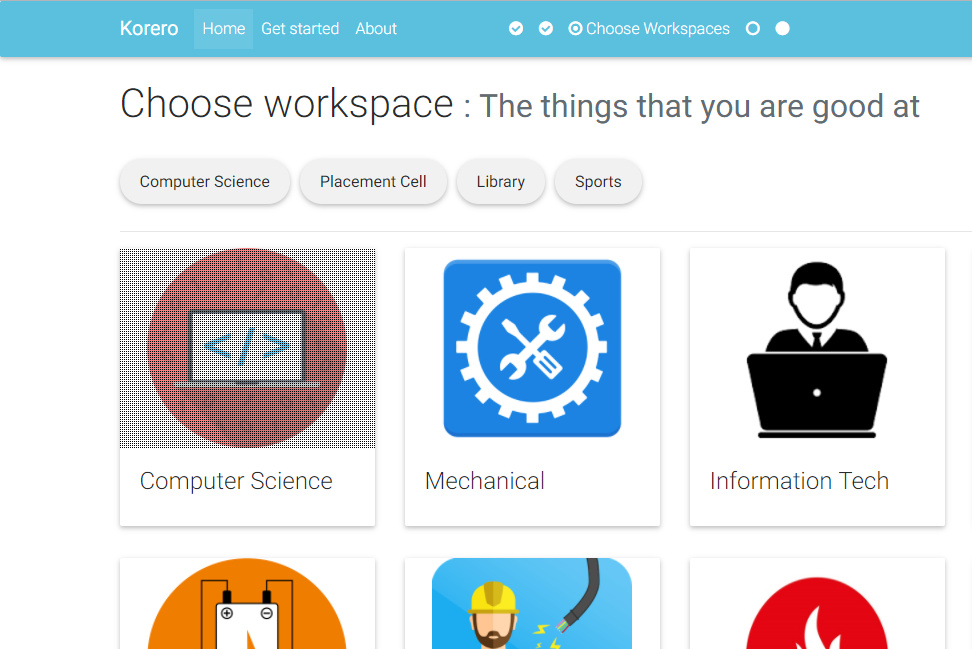 Korero Home Get started About Choose Workspaces
Choose workspace : The things that you are good at
Computer Science Placement Cell Library Sports
</>
Computer Science Mechanical Information Tech